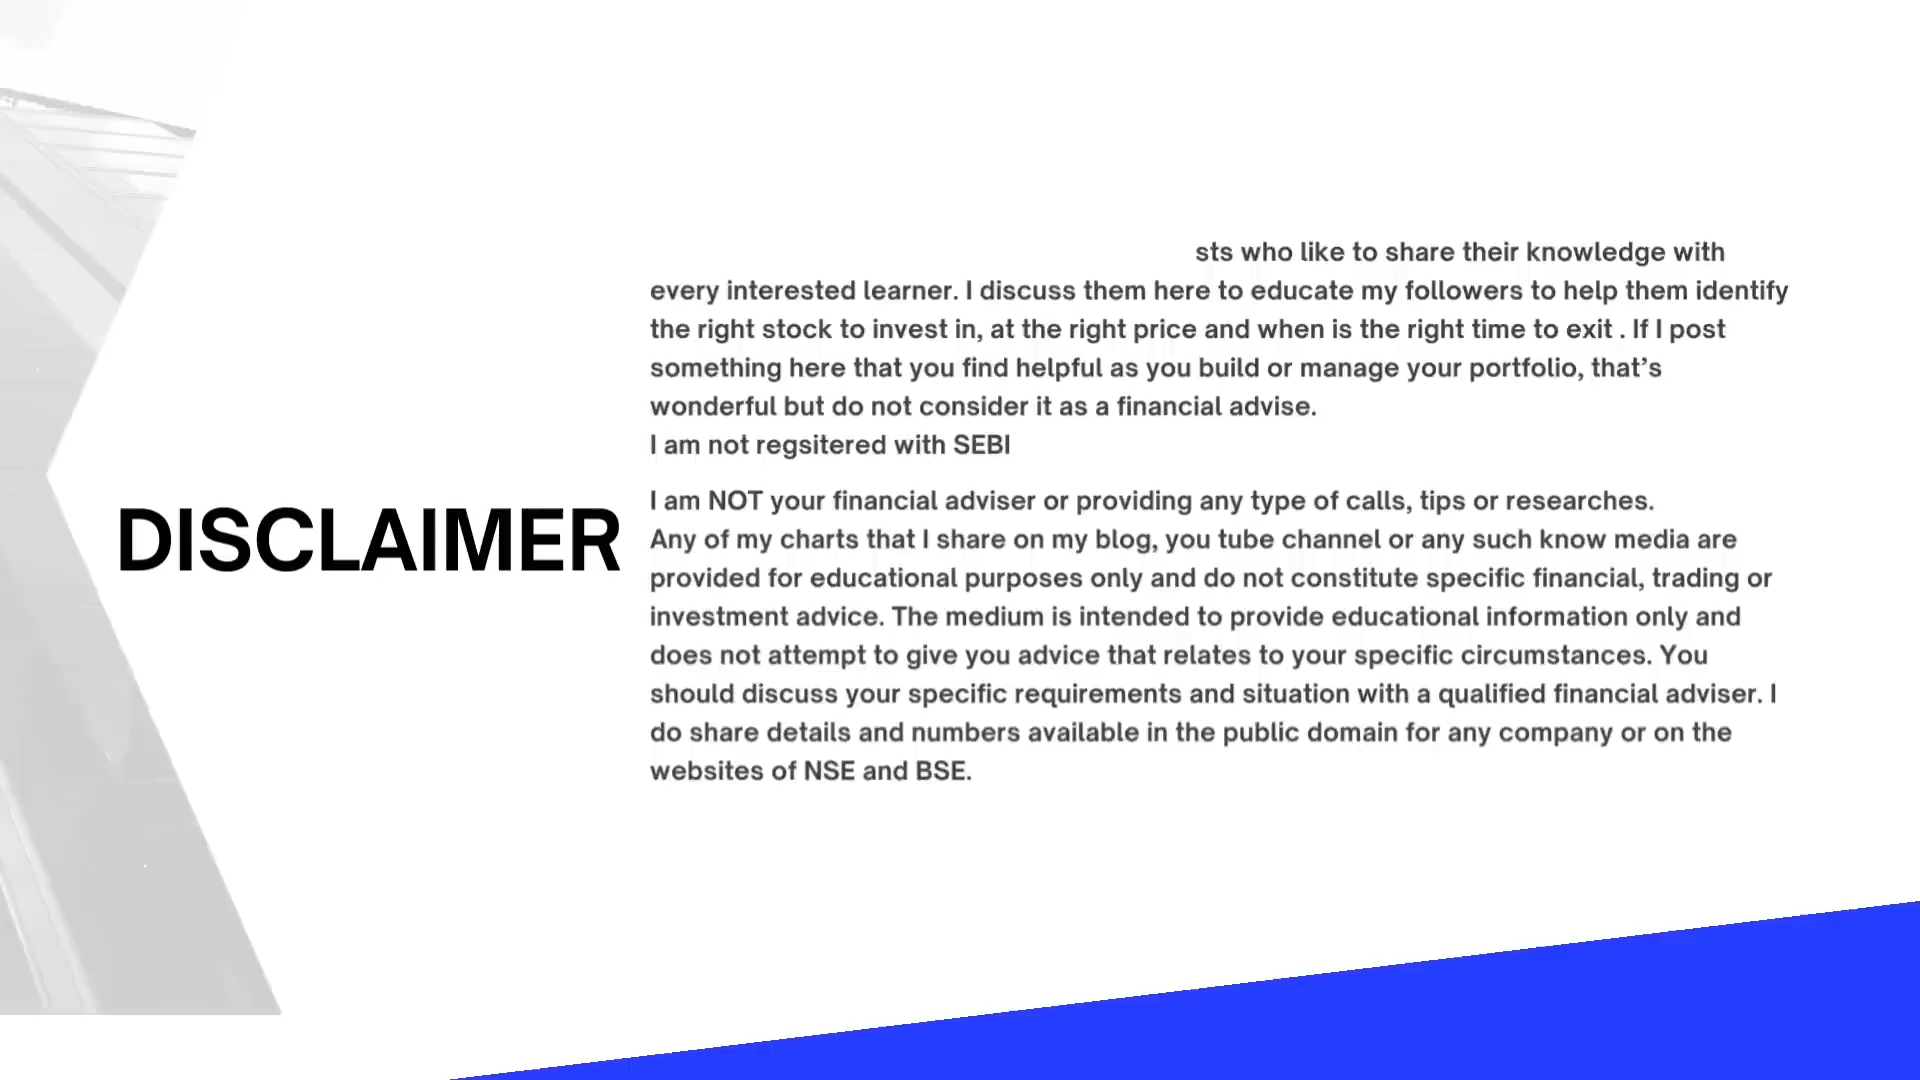 DISCLAIMER
sts who like to share their knowledge with
every interested learner. I discuss them here to educate my followers to help them identify
the right stock to invest in, at the right price and when is the right time to exit . If I post
something here that you find helpful as you build or manage your portfolio, that’s
wonderful but do not consider it as a financial advise.
I am not regsitered with SEBI
I am NOT your financial adviser or providing any type of calls, tips or researches.
Any of my charts that I share on my blog, you tube channel or any such know media are
provided for educational purposes only and do not constitute specific financial, trading or
investment advice. The medium is intended to provide educational information only and
does not attempt to give you advice that relates to your specific circumstances. You
should discuss your specific requirements and situation with a qualified financial adviser. I
do share details and numbers available in the public domain for any company or on the
websites of NSE and BSE.